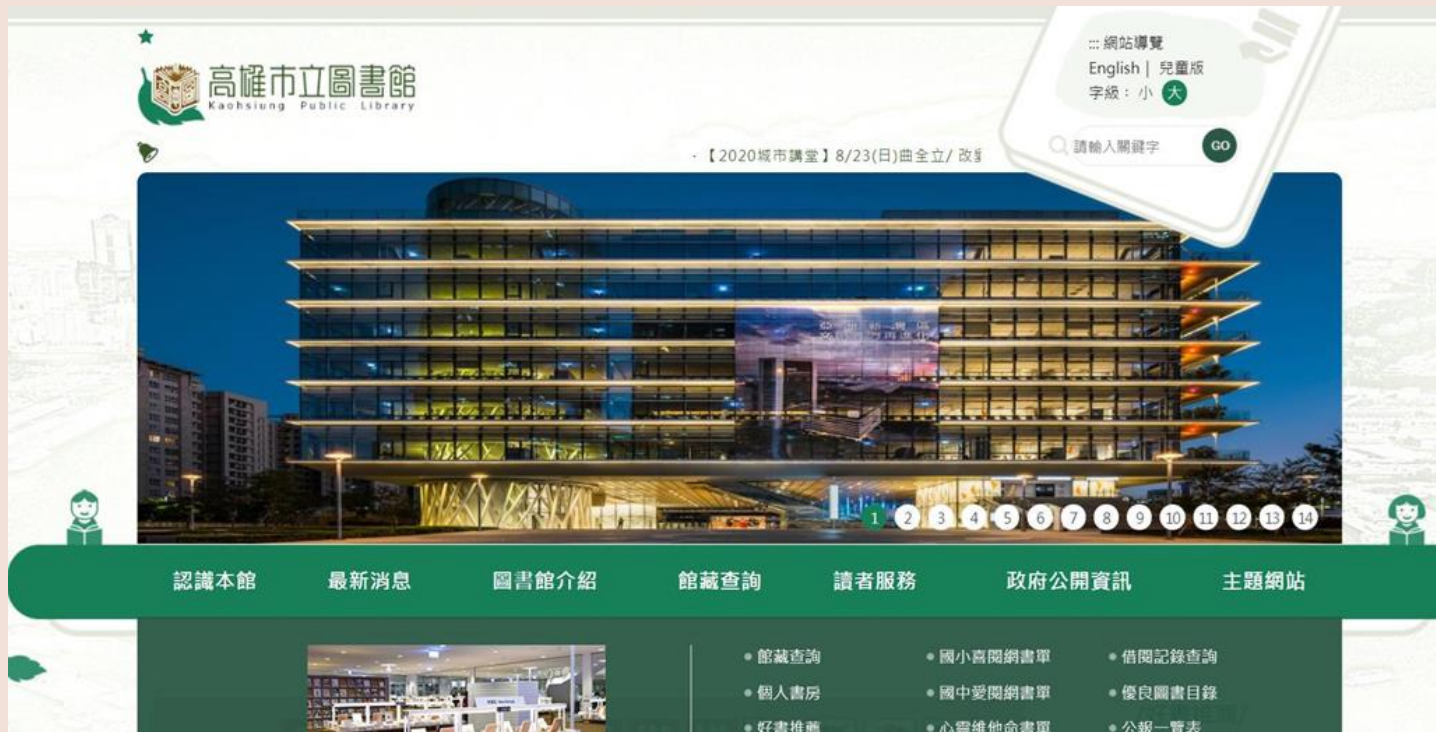 高雄市立圖書館
Kaohsiung Public Library
::: 網站導覽
English | 兒童版
字級： 小 大
請輸入關鍵字 GO
·【2020城市講堂】8/23(日)曲全立/ 改變
1 2 3 4 5 6 7 8 9 10 11 12 13 14
認識本館 最新消息 圖書館介紹 館藏查詢 讀者服務 政府公開資訊 主題網站
館藏查詢 國小喜閱網書單 借閱記錄查詢
個人書房 國中愛閱網書單 優良圖書目錄
好書推薦 心靈維他命書單 公報一覽表